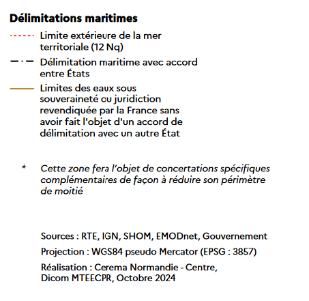 Délimitations maritimes
Limite extérieure de la mer
territoriale (12 Nq)
Délimitation maritime avec accord
entre États
Limites des eaux sous
souveraineté ou juridiction
revendiquée par la France sans
avoir fait l'objet d'un accord de
délimitation avec un autre État
* Cette zone fera l'objet de concertations spécifiques
complémentaires de façon à réduire son périmètre
de moitié
Sources : RTE, IGN, SHOM, EMODnet, Gouvernement
Projection : WGS84 pseudo Mercator (EPSG : 3857)
Réalisation : Cerema Normandie - Centre,
Dicom MTEECPR, Octobre 2024